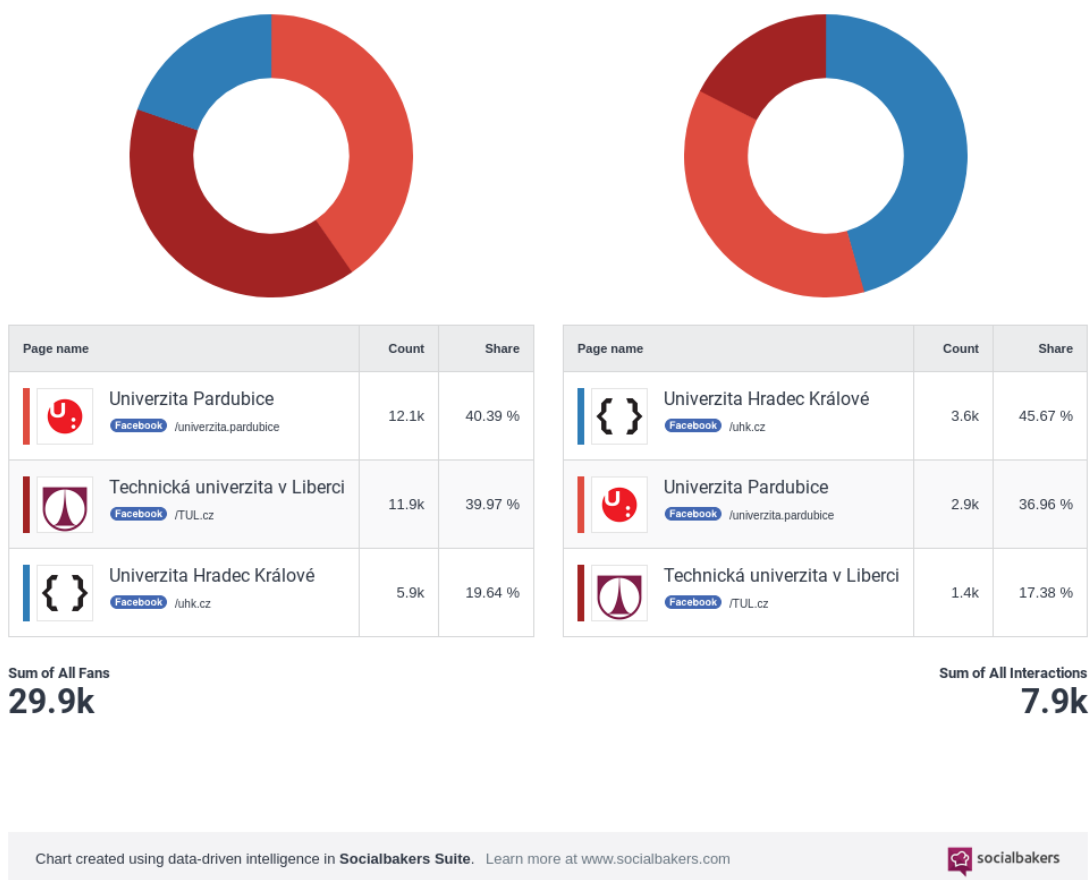 Page name Count Share
Univerzita Pardubice
Facebook /univerzita.pardubice
12.1k 40.39 %
Technická univerzita v Liberci
Facebook /TUL.cz
11.9k 39.97 %
Univerzita Hradec Králové
Facebook /uhk.cz
5.9k 19.64 %
Sum of All Fans
29.9k
Page name Count Share
Univerzita Hradec Králové
Facebook /uhk.cz
3.6k 45.67 %
Univerzita Pardubice
Facebook /univerzita.pardubice
2.9k 36.96 %
Technická univerzita v Liberci
Facebook /TUL.cz
1.4k 17.38 %
Sum of All Interactions
7.9k
Chart created using data-driven intelligence in Socialbakers Suite. Learn more at www.socialbakers.com
socialbakers